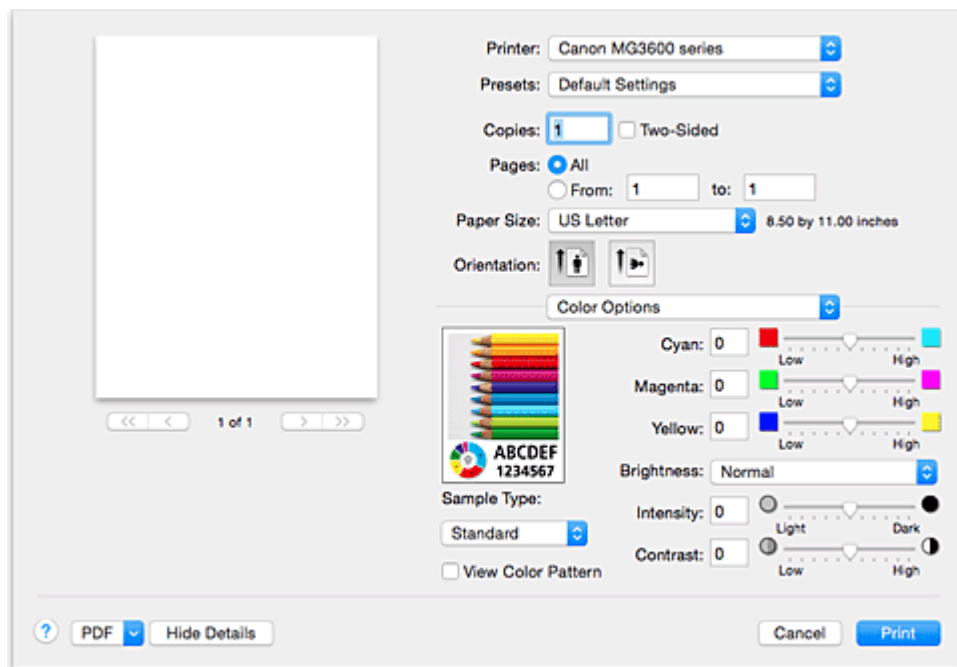 Printer: Canon MG3600 series
Presets: Default Settings
Copies: 1 Two-Sided
Pages: All
From: 1 to: 1
Paper Size: US Letter 8.50 by 11.00 inches
Orientation:
Color Options
Cyan: 0
Low High
Magenta: 0
Low High
Yellow: 0
Low High
ABCDEF
1234567
Brightness: Normal
Sample Type:
Intensity: 0
Light Dark
Standard
Contrast: 0
Low High
View Color Pattern
<< < 1 of 1 > >>
? PDF Hide Details Cancel Print